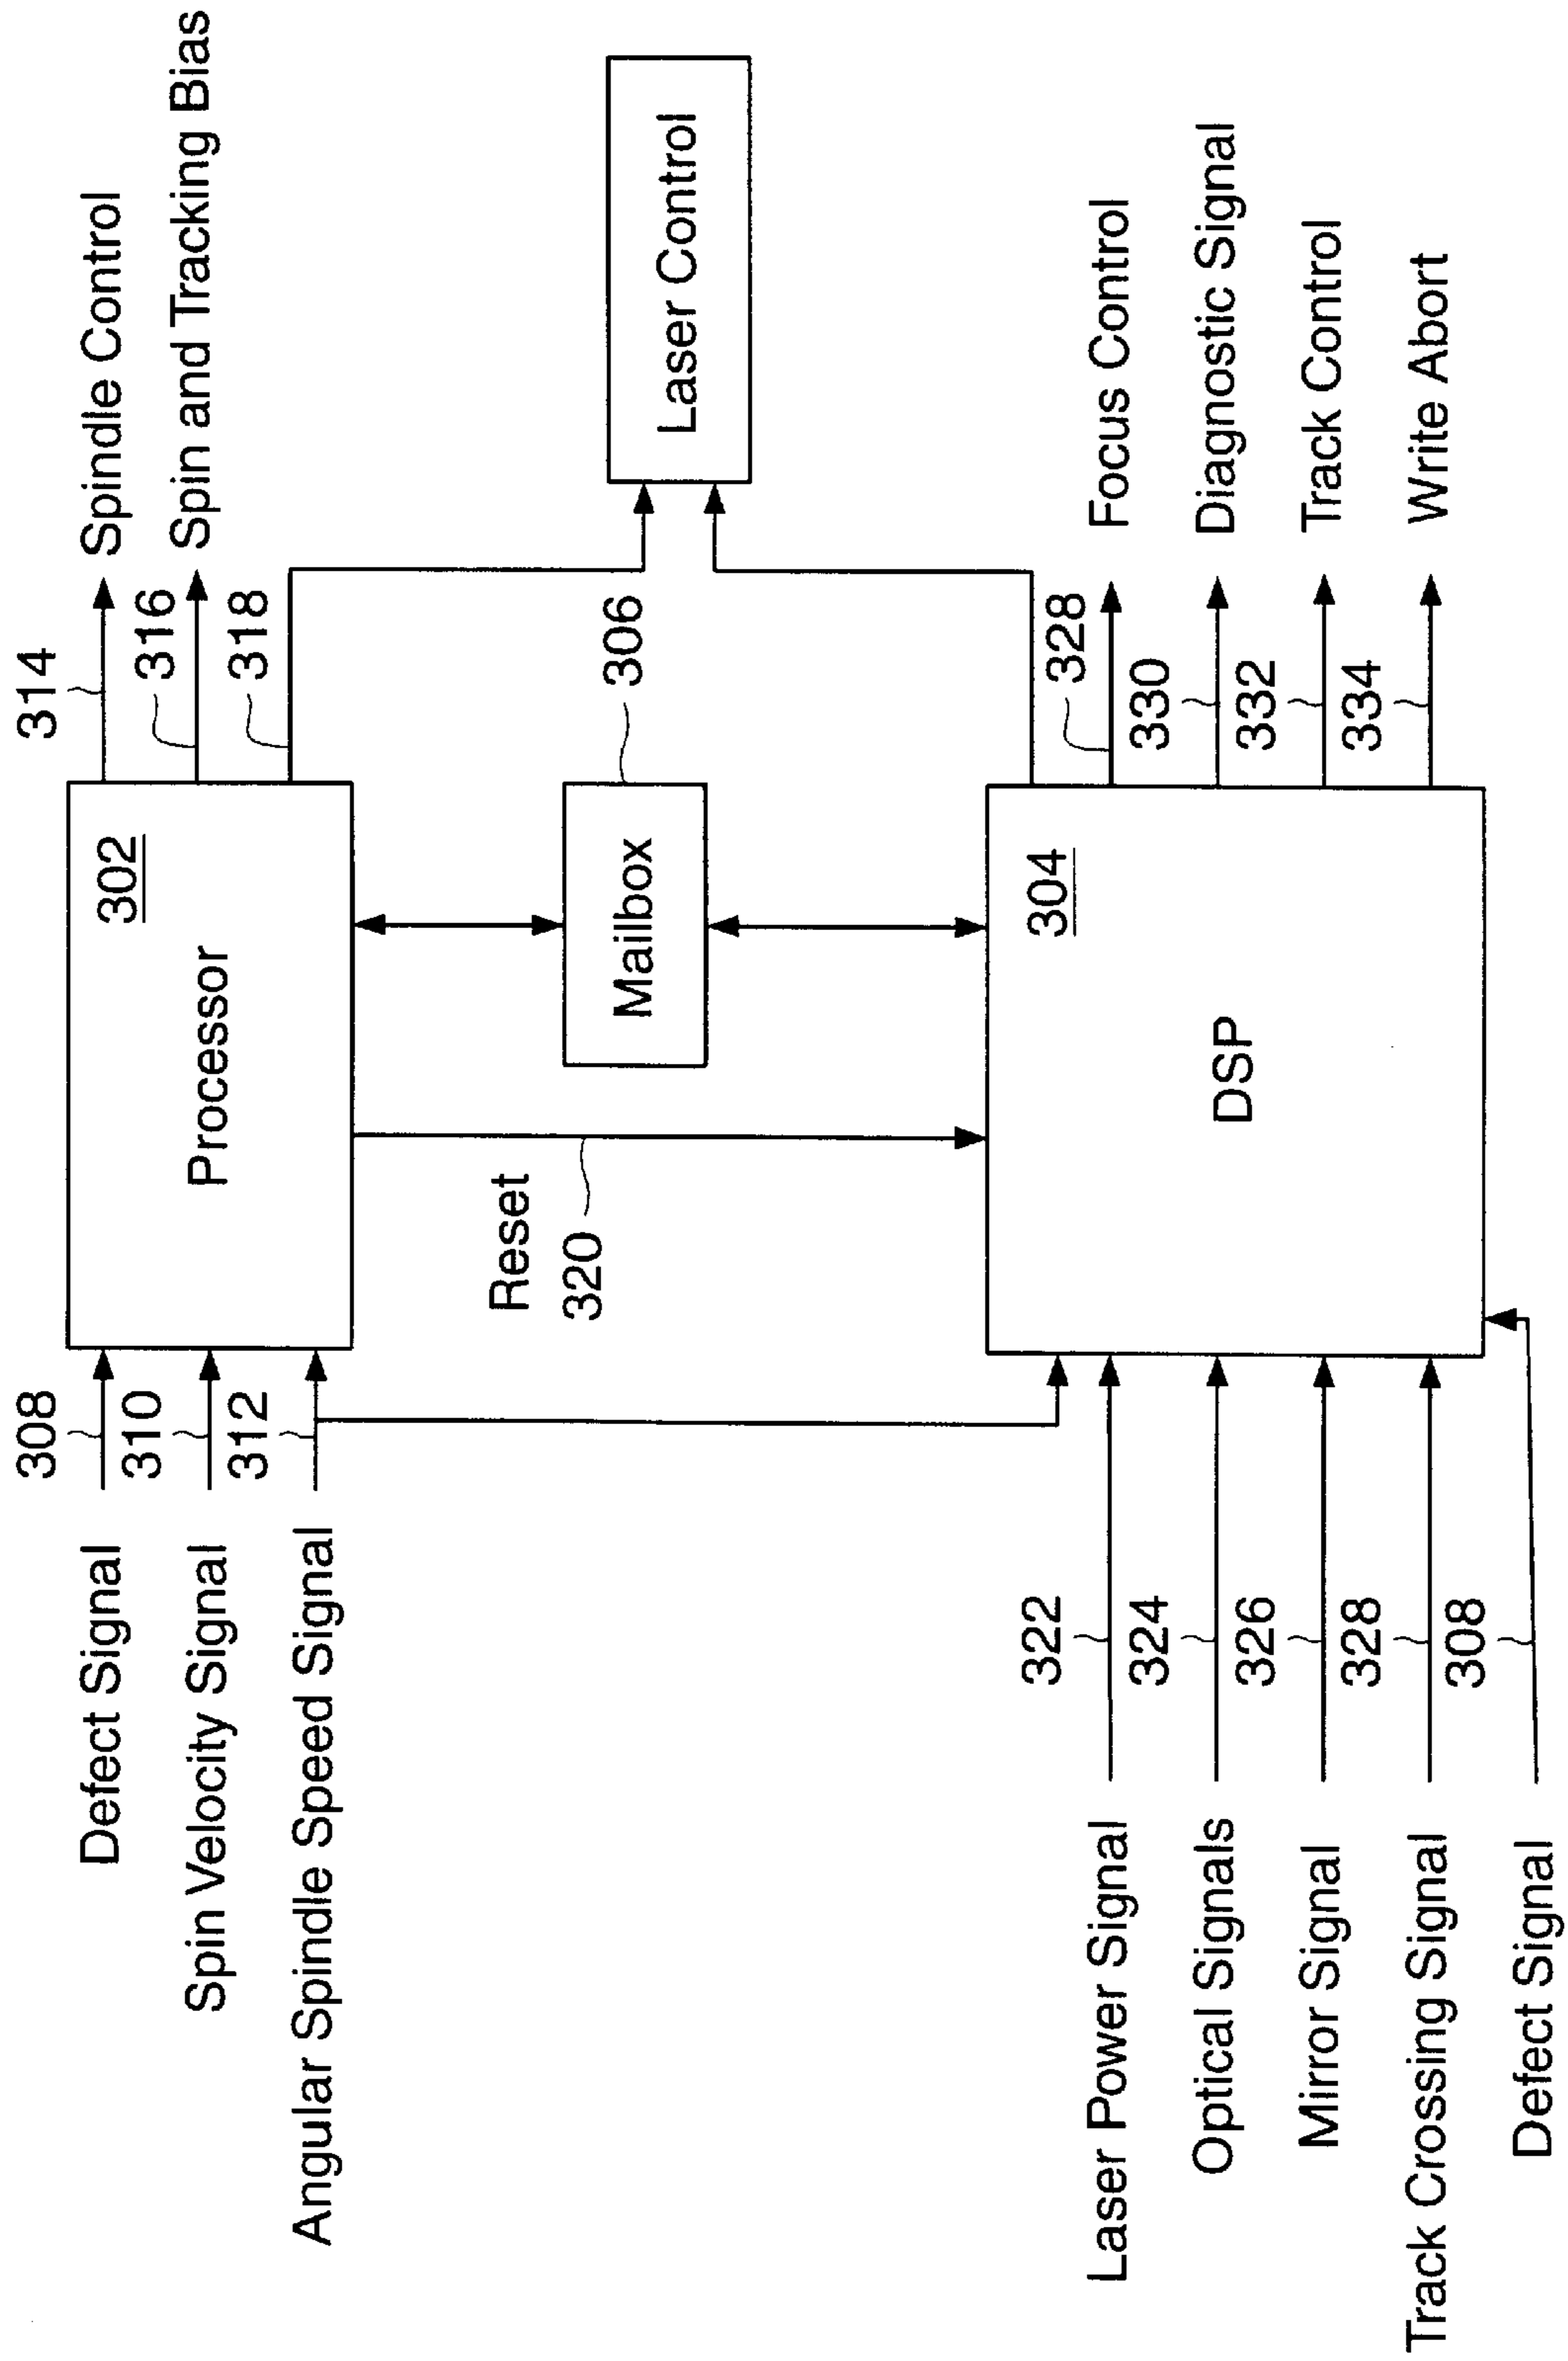 308
Defect Signal
310
Spin Velocity Signal
312
Angular Spindle Speed Signal
302
Processor
314
Spindle Control
316
Spin and Tracking Bias
318
Reset
320
Mailbox
306
Laser Control
322
Laser Power Signal
324
Optical Signals
326
Mirror Signal
328
Track Crossing Signal
308
Defect Signal
304
DSP
328
Focus Control
330
Diagnostic Signal
332
Track Control
334
Write Abort